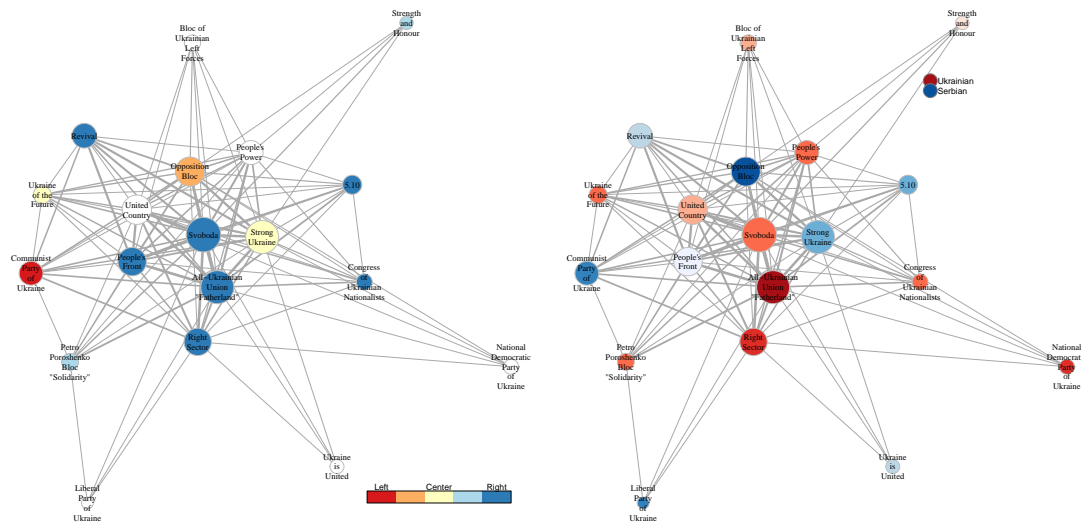 Strength
and
Honour
Bloc of
Ukrainian
Left
Forces
Revival
People's
Power
Opposition
Bloc
5.10
Ukraine
of the
Future
United
Country
Svoboda
Strong
Ukraine
Communist
Party
of
Ukraine
People's
Front
All-Ukrainian
Union
"Fatherland"
Congress
of
Ukrainian
Nationalists
Right
Sector
Petro
Poroshenko
Bloc
"Solidarity"
National
Democratic
Party
of
Ukraine
Ukraine
is
United
Liberal
Party
of
Ukraine
Left
Center
Right
Strength
and
Honour
Bloc of
Ukrainian
Left
Forces
Ukrainian
Serbian
Revival
People's
Power
Opposition
Bloc
5.10
Ukraine
of the
Future
United
Country
Svoboda
Strong
Ukraine
Communist
Party
of
Ukraine
People's
Front
All-Ukrainian
Union
"Fatherland"
Congress
of
Ukrainian
Nationalists
Right
Sector
Petro
Poroshenko
Bloc
"Solidarity"
National
Democrat
Party
of
Ukraine
Ukraine
is
United
Liberal
Party
of
Ukraine